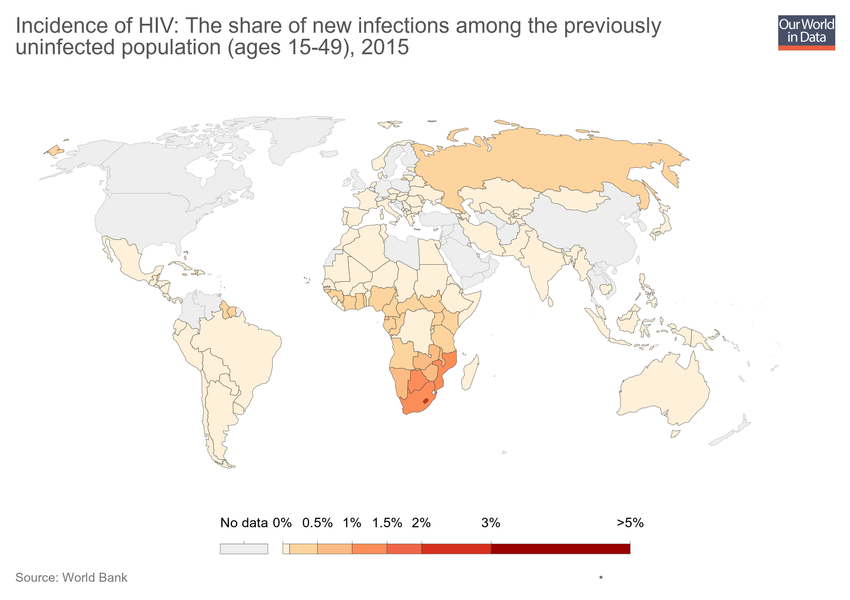 Incidence of HIV: The share of new infections among the previously
uninfected population (ages 15-49), 2015
Our World
in Data
No data 0% 0.5% 1% 1.5% 2% 3% >5%
Source: World Bank